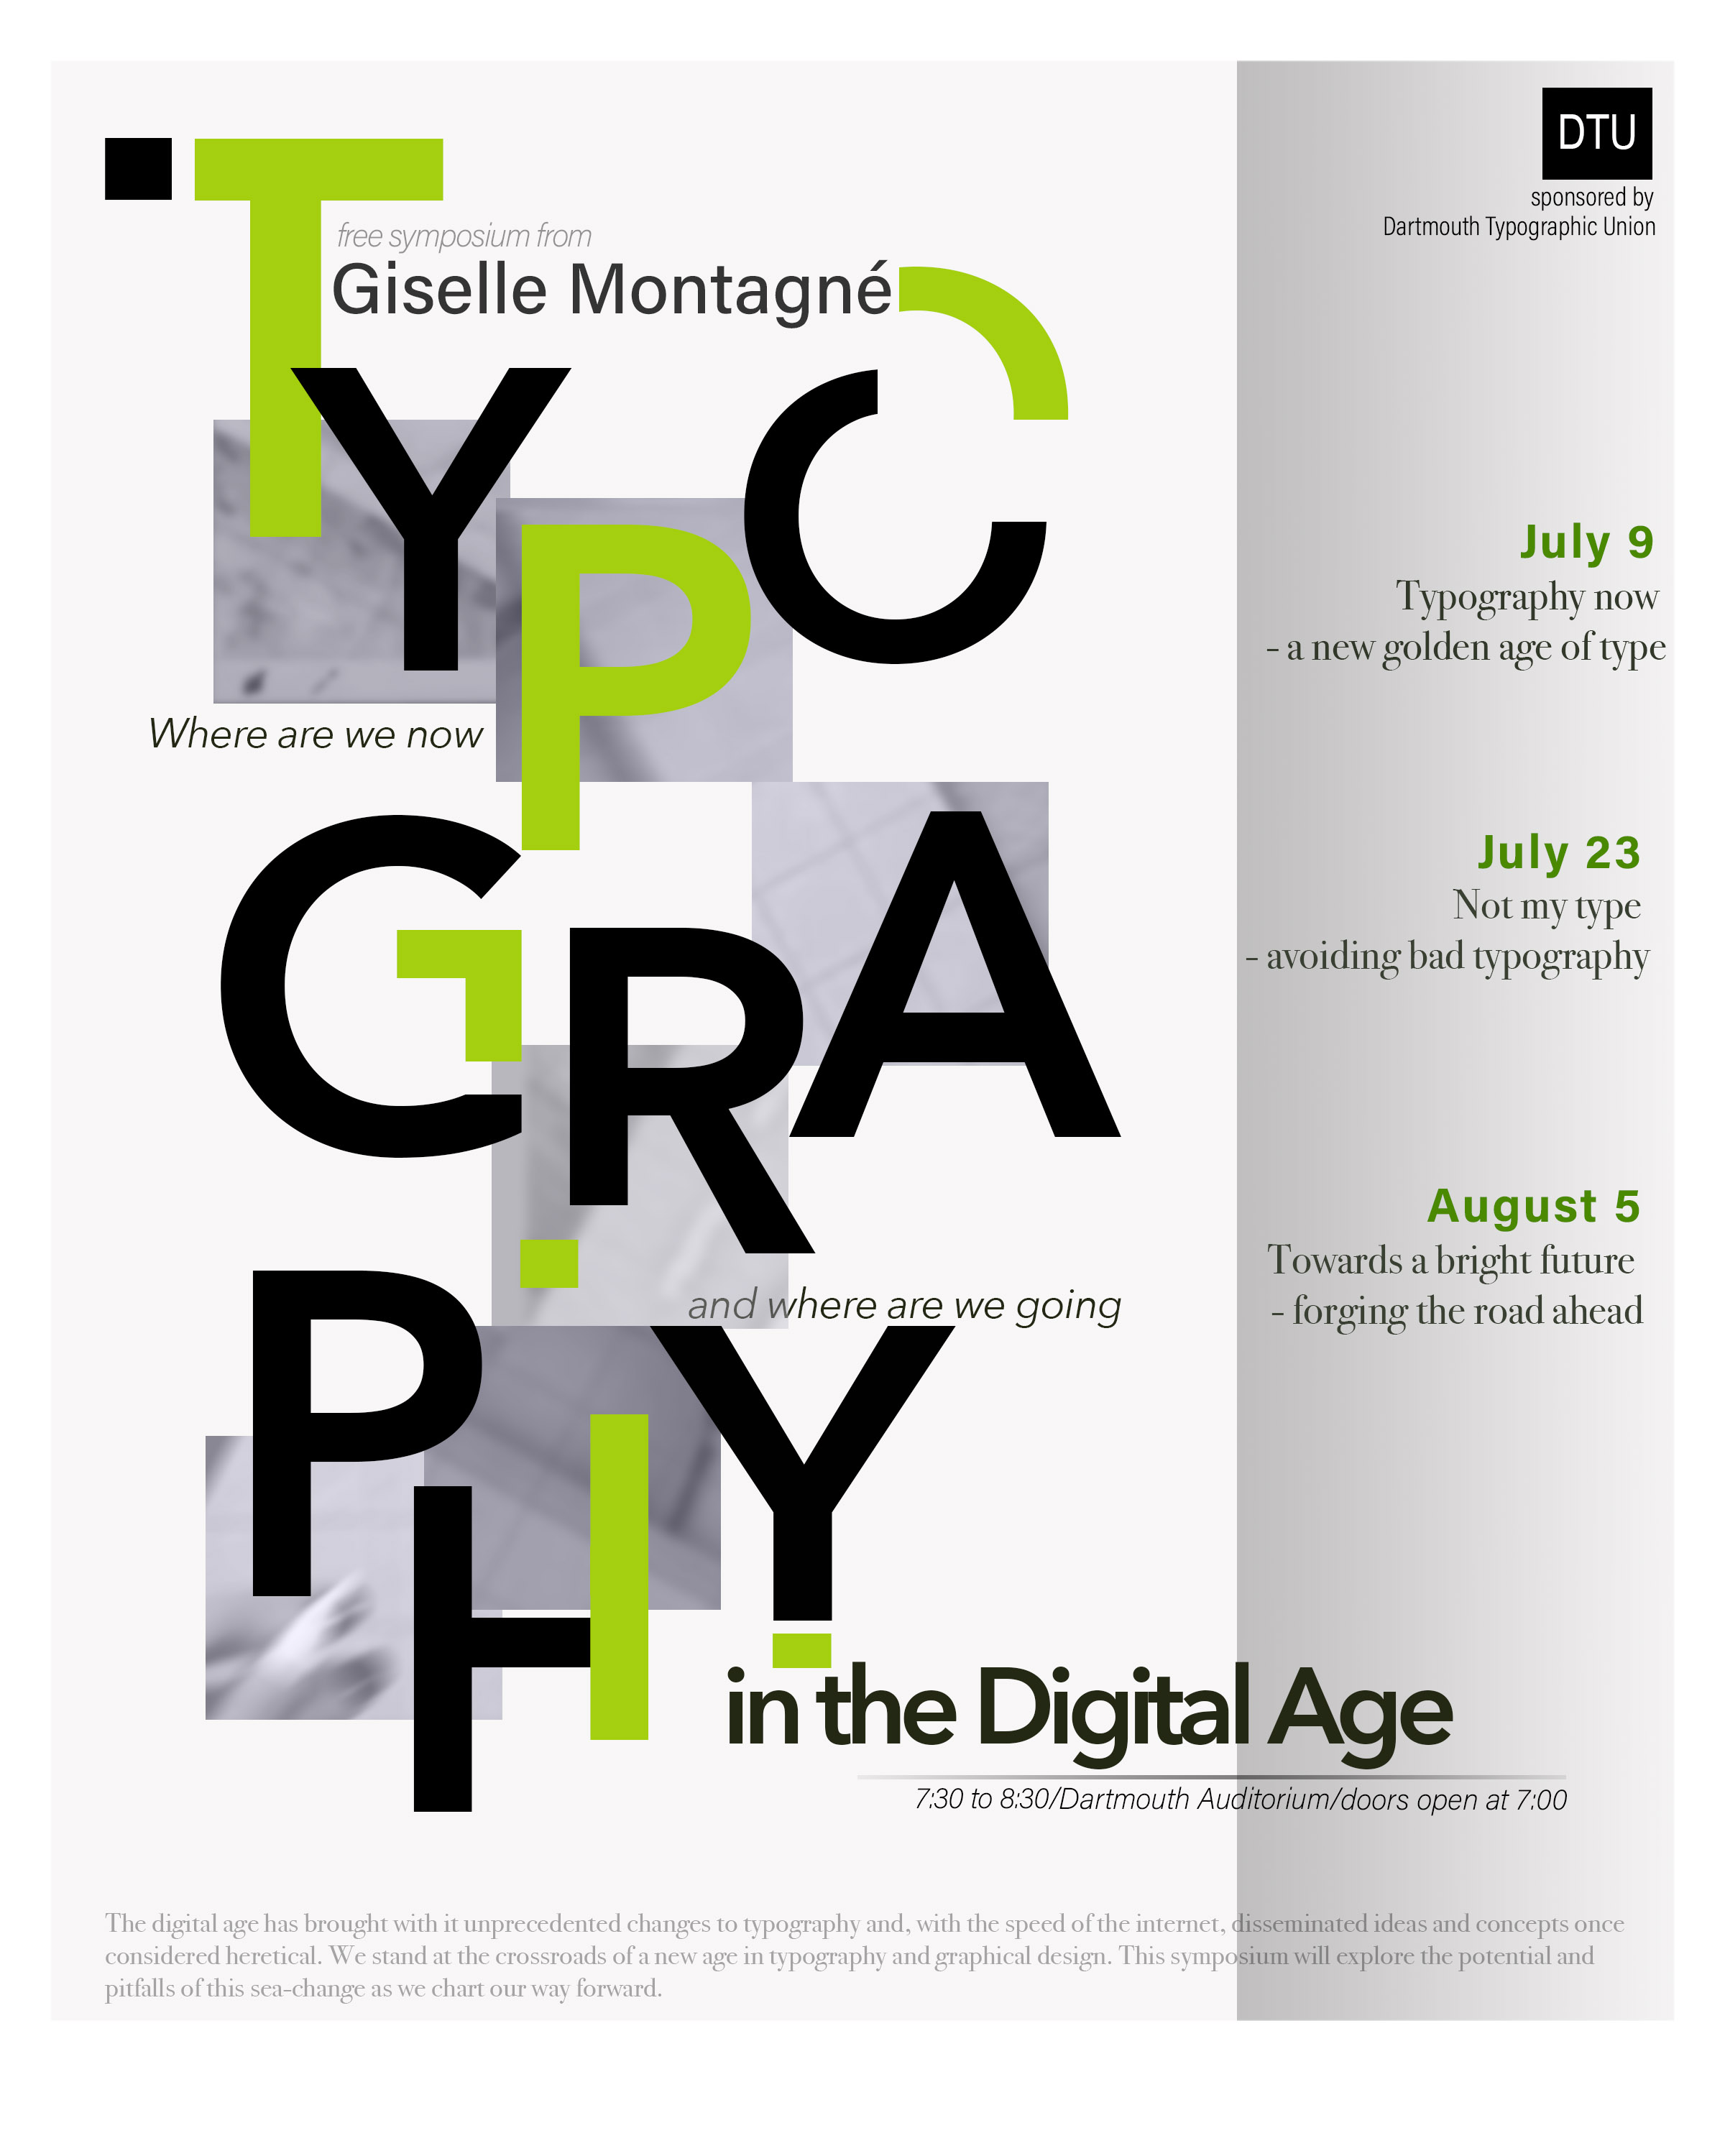 DTU
sponsored by
Dartmouth Typographic Union
free symposium from
Giselle Montagné
TYPOGRAPHY
Where are we now
and where are we going
in the Digital Age
7:30 to 8:30/Dartmouth Auditorium/doors open at 7:00
July 9
Typography now
- a new golden age of type
July 23
Not my type
- avoiding bad typography
August 5
Towards a bright future
- forging the road ahead
The digital age has brought with it unprecedented changes to typography and, with the speed of the internet, disseminated ideas and concepts once
considered heretical. We stand at the crossroads of a new age in typography and graphical design. This symposium will explore the potential and
pitfalls of this sea-change as we chart our way forward.